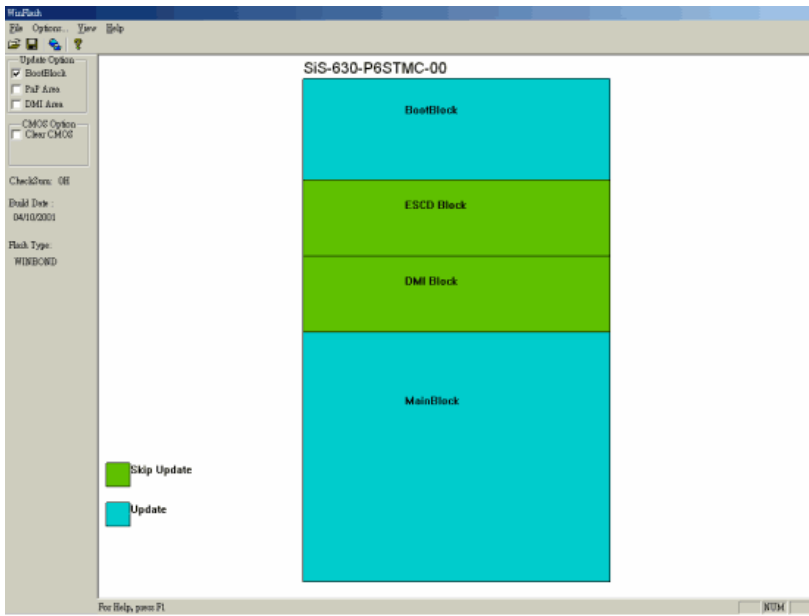 WinFlash
File Options... View Help
Update Option
BootBlock
PnP Area
DMI Area
CMOS Option
Clear CMOS
CheckSum: 0H
Build Date :
04/10/2001
Flash Type:
WINBOND
SiS-630-P6STMC-00
BootBlock
ESCD Block
DMI Block
MainBlock
Skip Update
Update
For Help, press F1
NUM